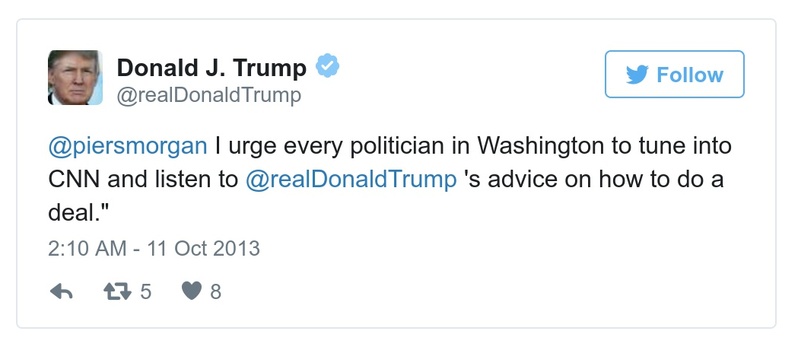 Donald J. Trump
@realDonaldTrump
Follow
@piersmorgan I urge every politician in Washington to tune into
CNN and listen to @realDonaldTrump 's advice on how to do a
deal."
2:10 AM - 11 Oct 2013
5 8